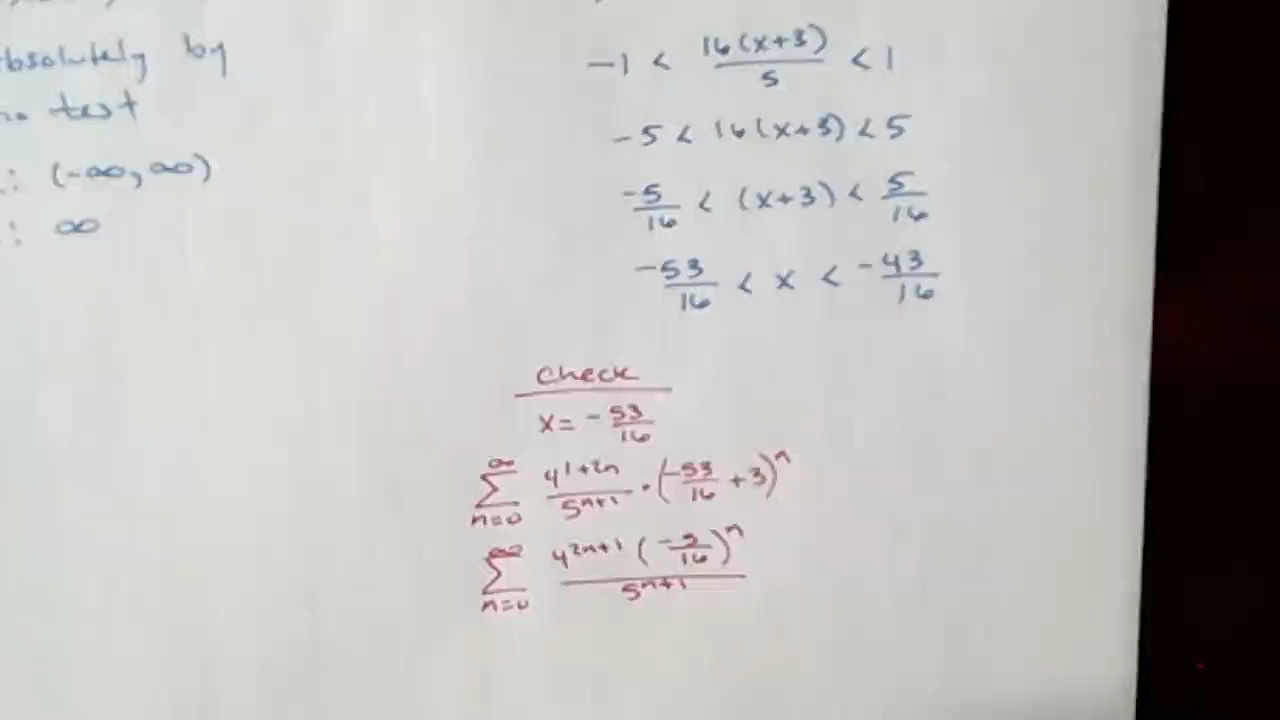 by
test
∴ (-∞, ∞)
∴ ∞
-1 < 16(x+3)/5 < 1
-5 < 16(x+3) < 5
-5/16 < (x+3) < 5/16
-53/16 < x < -43/16
Check
x = -53/16
∑_{n=0}^{∞} 4^{1+2n}/5^{n+1} · (-53/16 + 3)^n
∑_{n=0}^{∞} 4^{2n+1} (-5/16)^n / 5^{n+1}